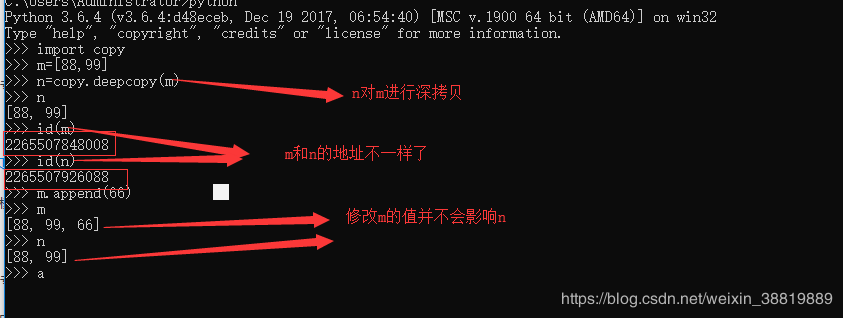 C:\Users\Administrator>python
Python 3.6.4 (v3.6.4:d48eceb, Dec 19 2017, 06:54:40) [MSC v.1900 64 bit (AMD64)] on win32
Type "help", "copyright", "credits" or "license" for more information.
>>> import copy
>>> m=[88,99]
>>> n=copy.deepcopy(m)
n对m进行深拷贝
>>> n
[88, 99]
>>> id(m)
2265507848008
m和n的地址不一样了
>>> id(n)
2265507926088
>>> m.append(66)
>>> m
修改m的值并不会影响n
[88, 99, 66]
>>> n
[88, 99]
>>> a
https://blog.csdn.net/weixin_38819889